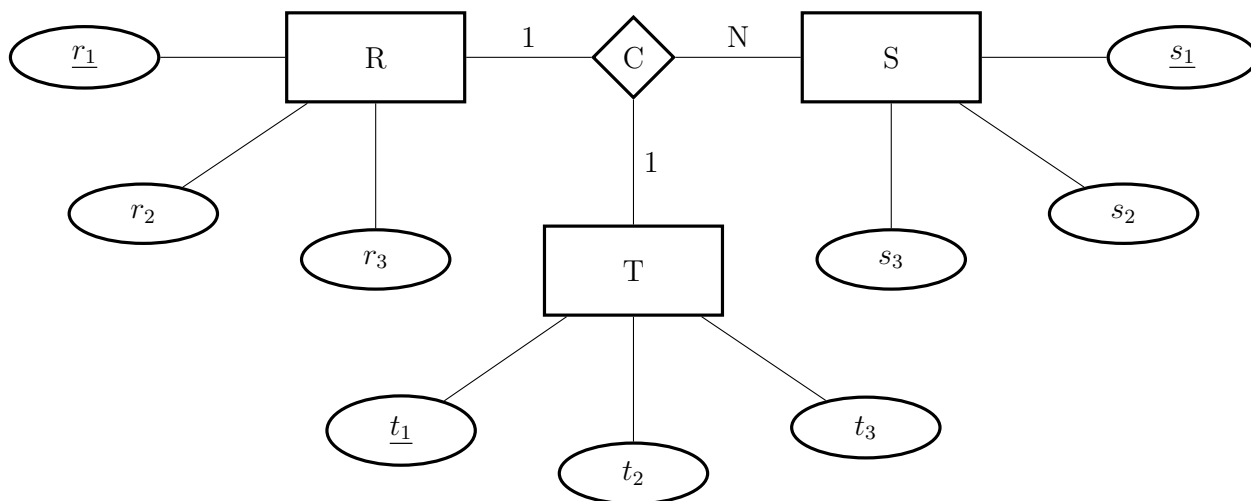 r₁ R 1 C N S s₁
1
r₂ s₂
r₃ T s₃
t₁ t₃
t₂